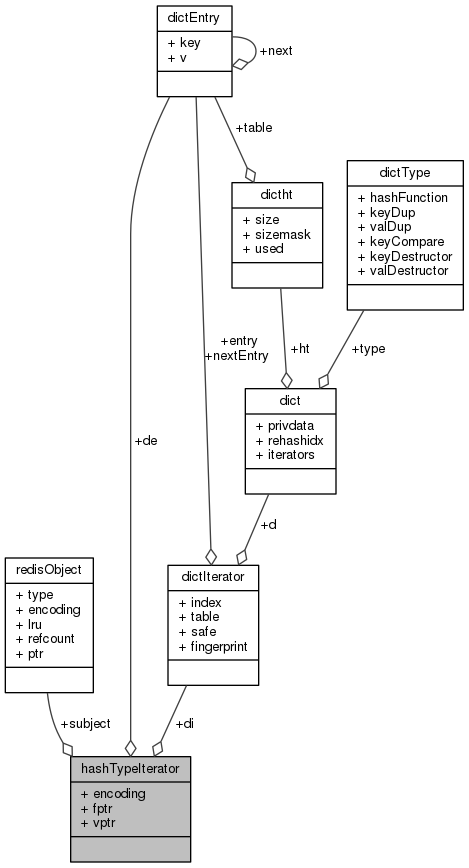 dictEntry
+ key
+ v
+next
+table
dictht
+ size
+ sizemask
+ used
dictType
+ hashFunction
+ keyDup
+ valDup
+ keyCompare
+ keyDestructor
+ valDestructor
+entry
+nextEntry
+ht
+type
dict
+ privdata
+ rehashidx
+ iterators
+de
+d
redisObject
+ type
+ encoding
+ lru
+ refcount
+ ptr
dictIterator
+ index
+ table
+ safe
+ fingerprint
+subject
+di
hashTypeIterator
+ encoding
+ fptr
+ vptr